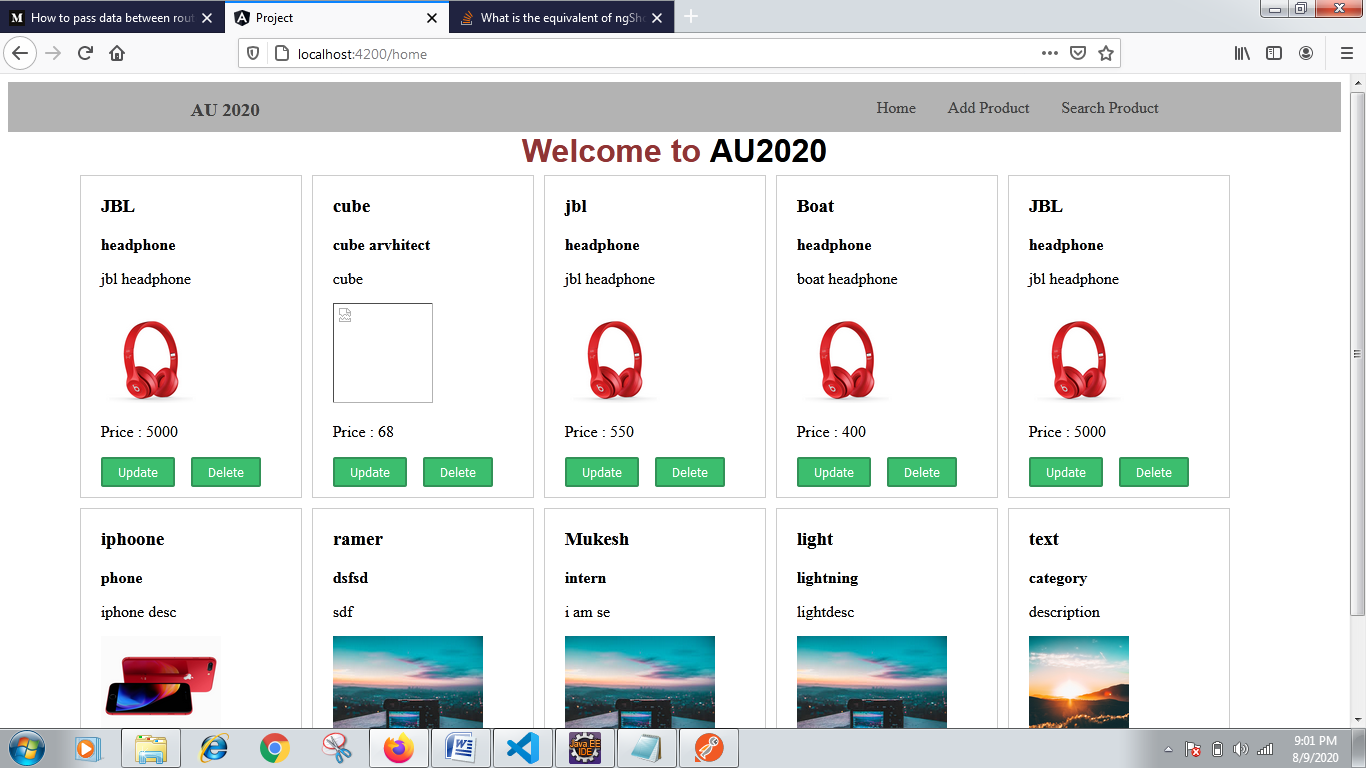 M How to pass data between rout
Project
What is the equivalent of ngShe
localhost:4200/home
AU 2020
Home Add Product Search Product
Welcome to AU2020
JBL cube jbl Boat JBL
headphone cube arvhitect headphone headphone headphone
jbl headphone cube jbl headphone boat headphone jbl headphone
Price : 5000 Price : 68 Price : 550 Price : 400 Price : 5000
Update Delete Update Delete Update Delete Update Delete Update Delete
iphoone ramer Mukesh light text
phone dsfsd intern lightning category
iphone desc sdf i am se lightdesc description
Java EE
IDE
9:01 PM
8/9/2020